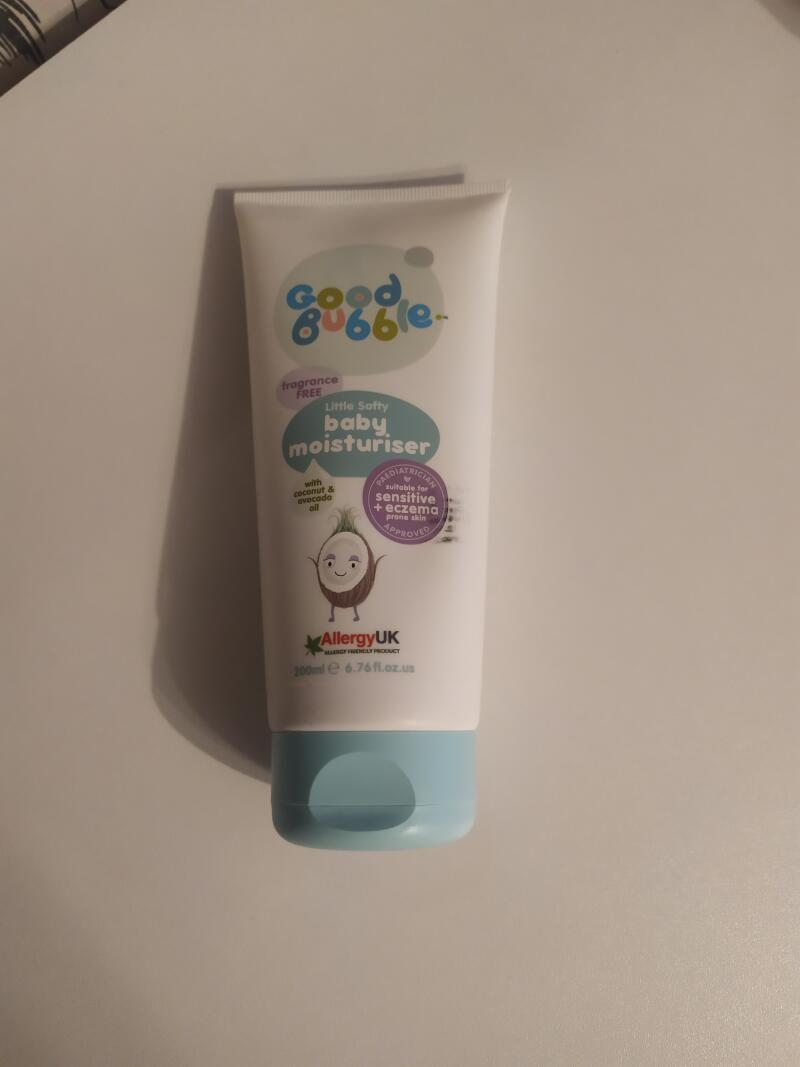 Good
Bubble
fragrance
FREE
Little Softy
baby
moisturiser
with
coconut &
avocado
oil
PAEDIATRICIAN
suitable for
sensitive
+ eczema
prone skin
APPROVED
AllergyUK
ALLERGY FRIENDLY PRODUCT
200ml ℮ 6.76fl.oz.us